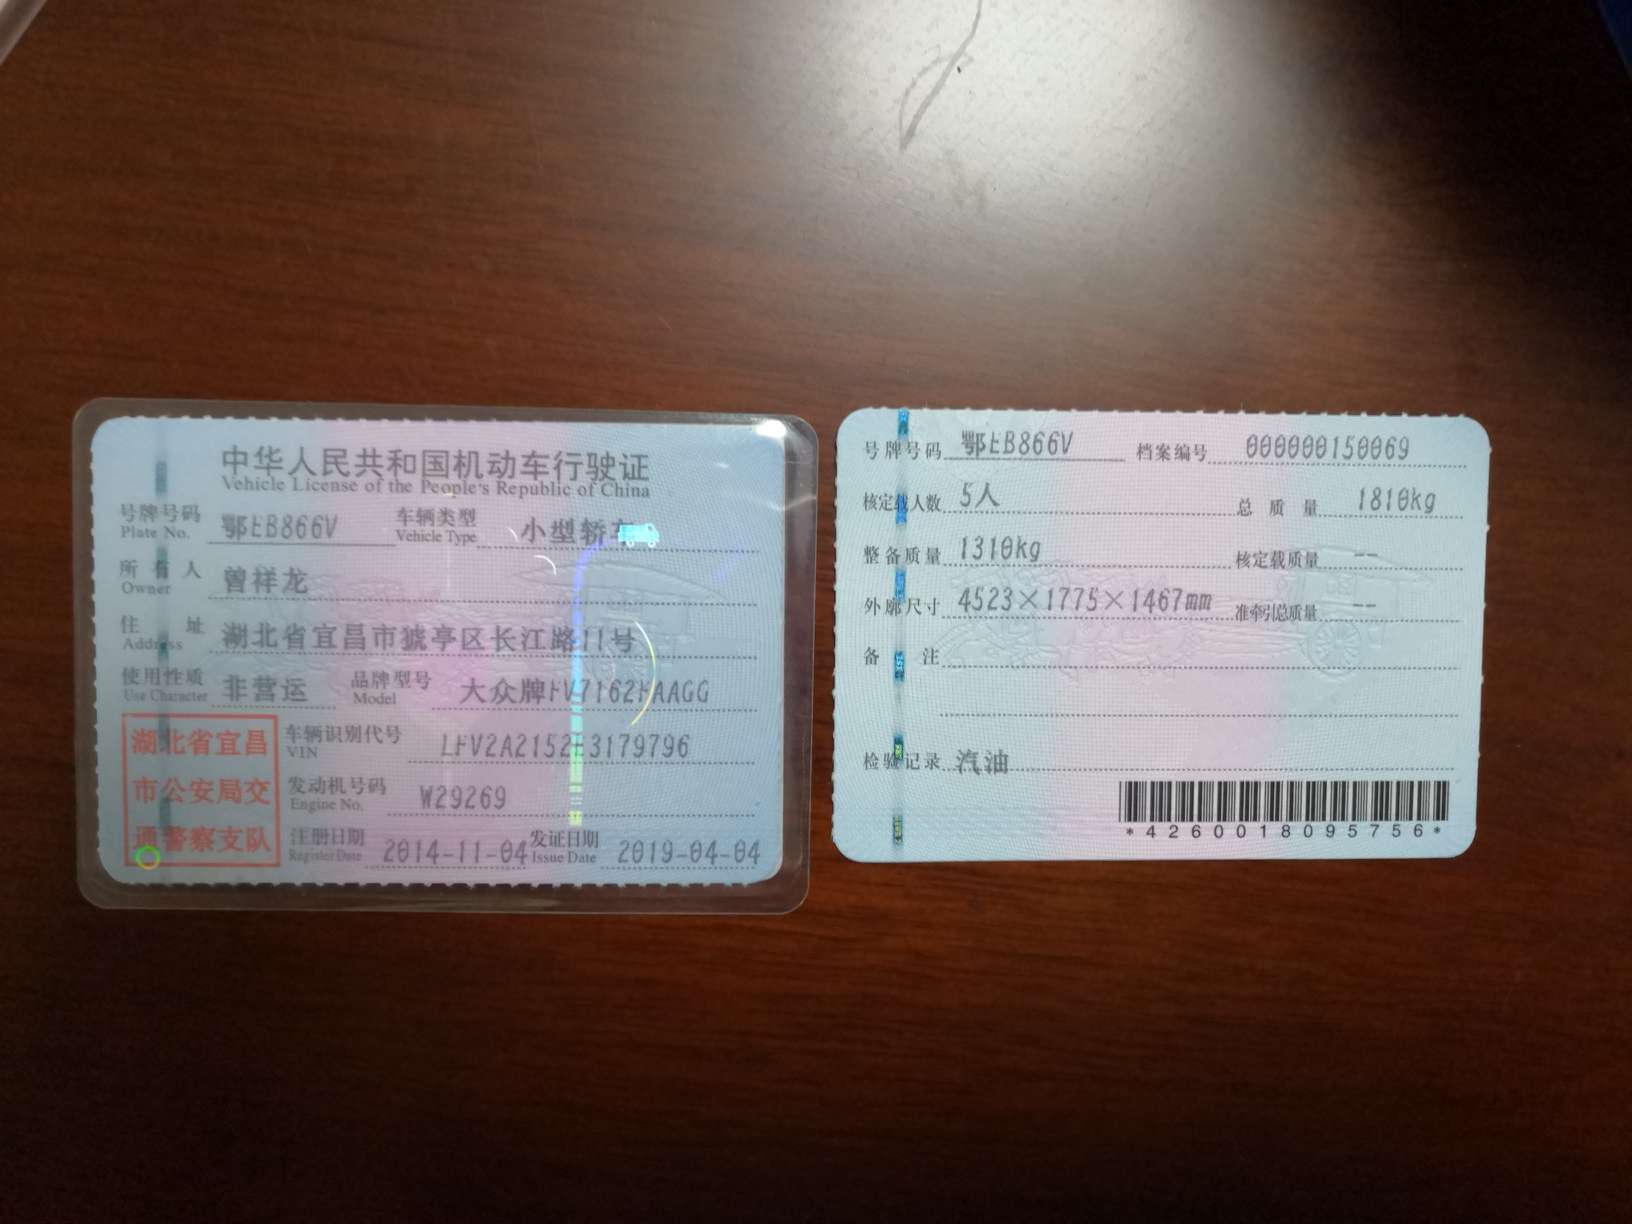 中华人民共和国机动车行驶证
Vehicle License of the People's Republic of China
号牌号码 鄂EB866V 车辆类型 小型轿车
Plate No. Vehicle Type
所有人 曾祥龙
Owner
住址 湖北省宜昌市猇亭区长江路11号
Address
使用性质 非营运 品牌型号 大众牌FV7162FAAGG
Use Character Model
湖北省宜昌
市公安局交
通警察支队
车辆识别代号 LFV2A2152E3179796
VIN
发动机号码 W29269
Engine No.
注册日期 2014-11-04 发证日期 2019-04-04
Register Date Issue Date
号牌号码 鄂EB866V 档案编号 000000150069
核定载人数 5人 总质量 1810kg
整备质量 1310kg 核定载质量 --
外廓尺寸 4523×1775×1467mm 准牵引总质量 --
备注
检验记录 汽油
*4260018095756*